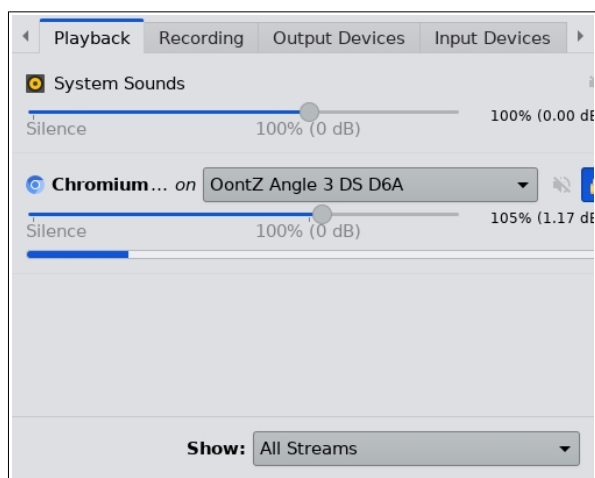 Playback Recording Output Devices Input Devices
System Sounds
100% (0.00 dB
Silence 100% (0 dB)
Chromium... on OontZ Angle 3 DS D6A
105% (1.17 dB
Silence 100% (0 dB)
Show: All Streams